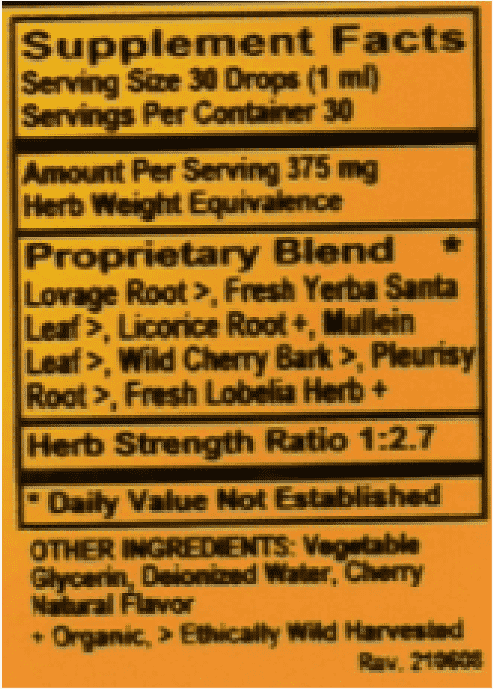 Supplement Facts
Serving Size 30 Drops (1 ml)
Servings Per Container 30
Amount Per Serving 375 mg
Herb Weight Equivalence
Proprietary Blend *
Lovage Root >, Fresh Yerba Santa
Leaf >, Licorice Root +, Mullein
Leaf >, Wild Cherry Bark >, Pleurisy
Root >, Fresh Lobelia Herb +
Herb Strength Ratio 1:2.7
* Daily Value Not Established
OTHER INGREDIENTS: Vegetable
Glycerin, Deionized Water, Cherry
Natural Flavor
+ Organic, > Ethically Wild Harvested
Rev.